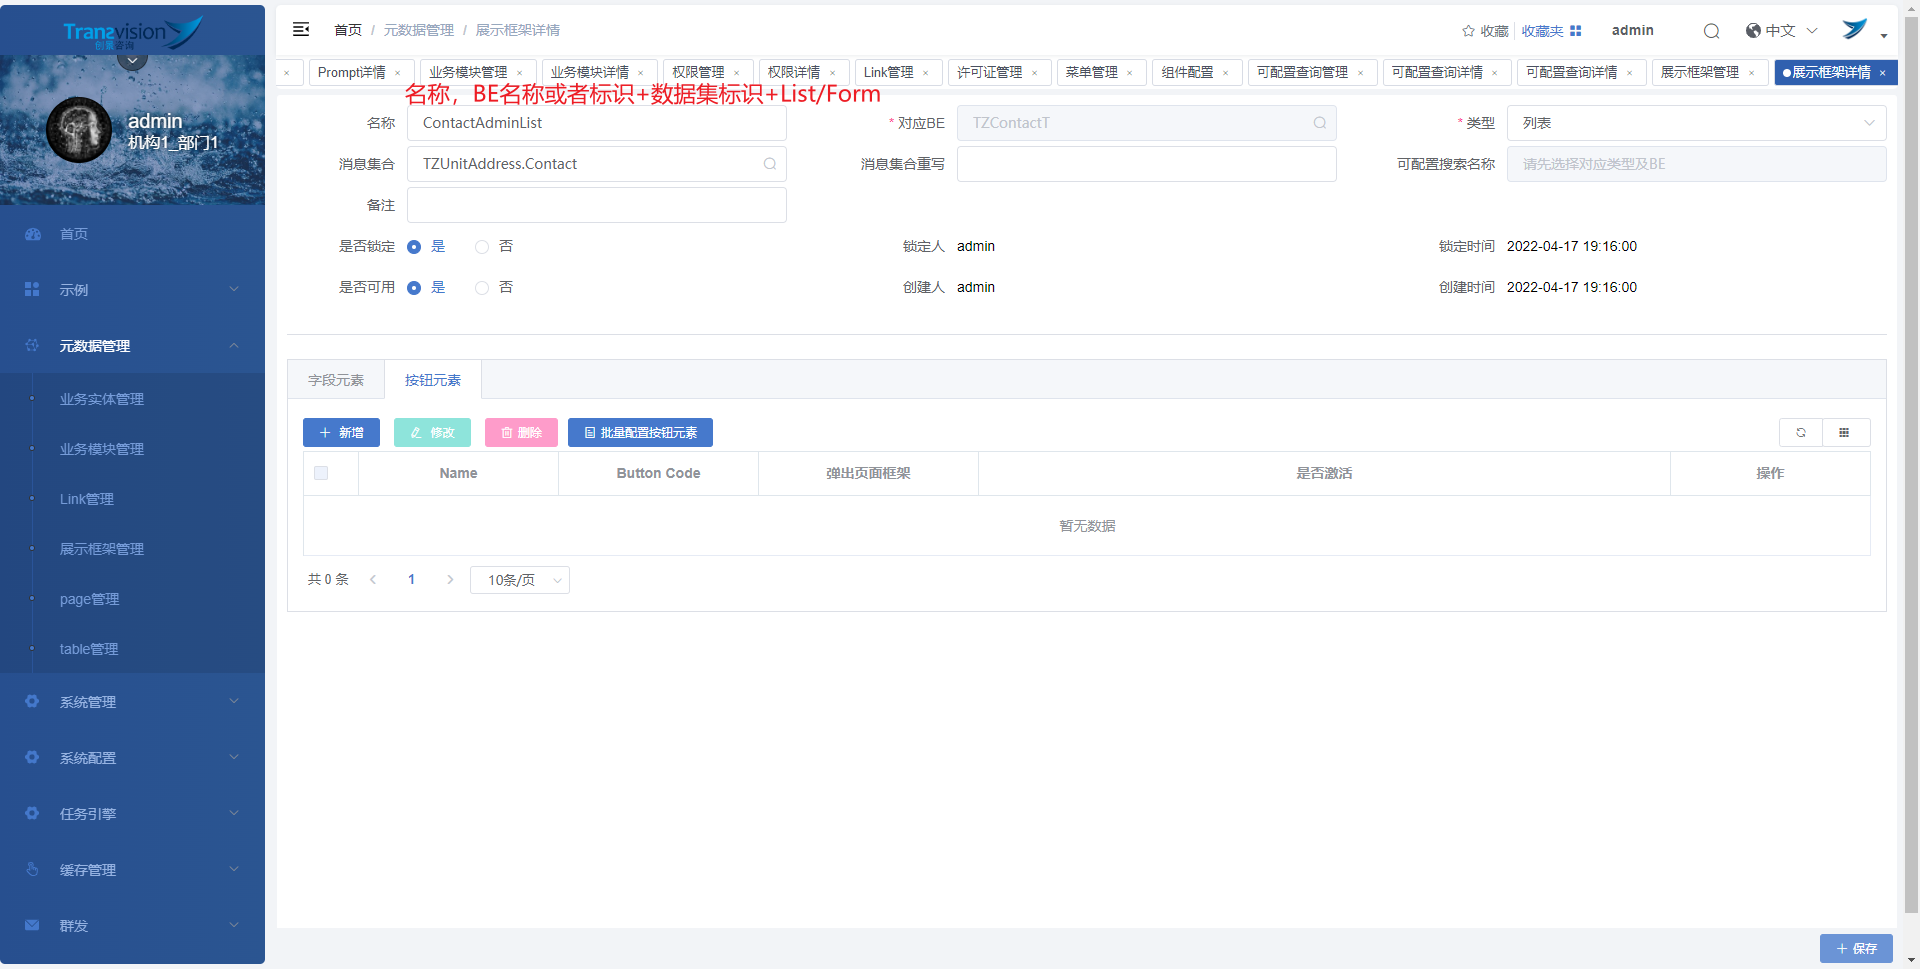 Tranzvision
创景咨询
首页 / 元数据管理 / 展示框架详情
收藏 收藏夹 admin 中文
Prompt详情 × 业务模块管理 × 业务模块详情 × 权限管理 × 权限详情 × Link管理 × 许可证管理 × 菜单管理 × 组件配置 × 可配置查询管理 × 可配置查询详情 × 可配置查询详情 × 展示框架管理 × 展示框架详情 ×
名称，BE名称或者标识+数据集标识+List/Form
admin
机构1_部门1
首页
示例
元数据管理
业务实体管理
业务模块管理
Link管理
展示框架管理
page管理
table管理
系统管理
系统配置
任务引擎
缓存管理
群发
名称 ContactAdminList * 对应BE TZContactT * 类型 列表
消息集合 TZUnitAddress.Contact 消息集合重写 可配置搜索名称 请先选择对应类型及BE
备注
是否锁定 是 否 锁定人 admin 锁定时间 2022-04-17 19:16:00
是否可用 是 否 创建人 admin 创建时间 2022-04-17 19:16:00
字段元素 按钮元素
+ 新增 修改 删除 批量配置按钮元素
Name Button Code 弹出页面框架 是否激活 操作
暂无数据
共 0 条 < 1 > 10条/页
+ 保存